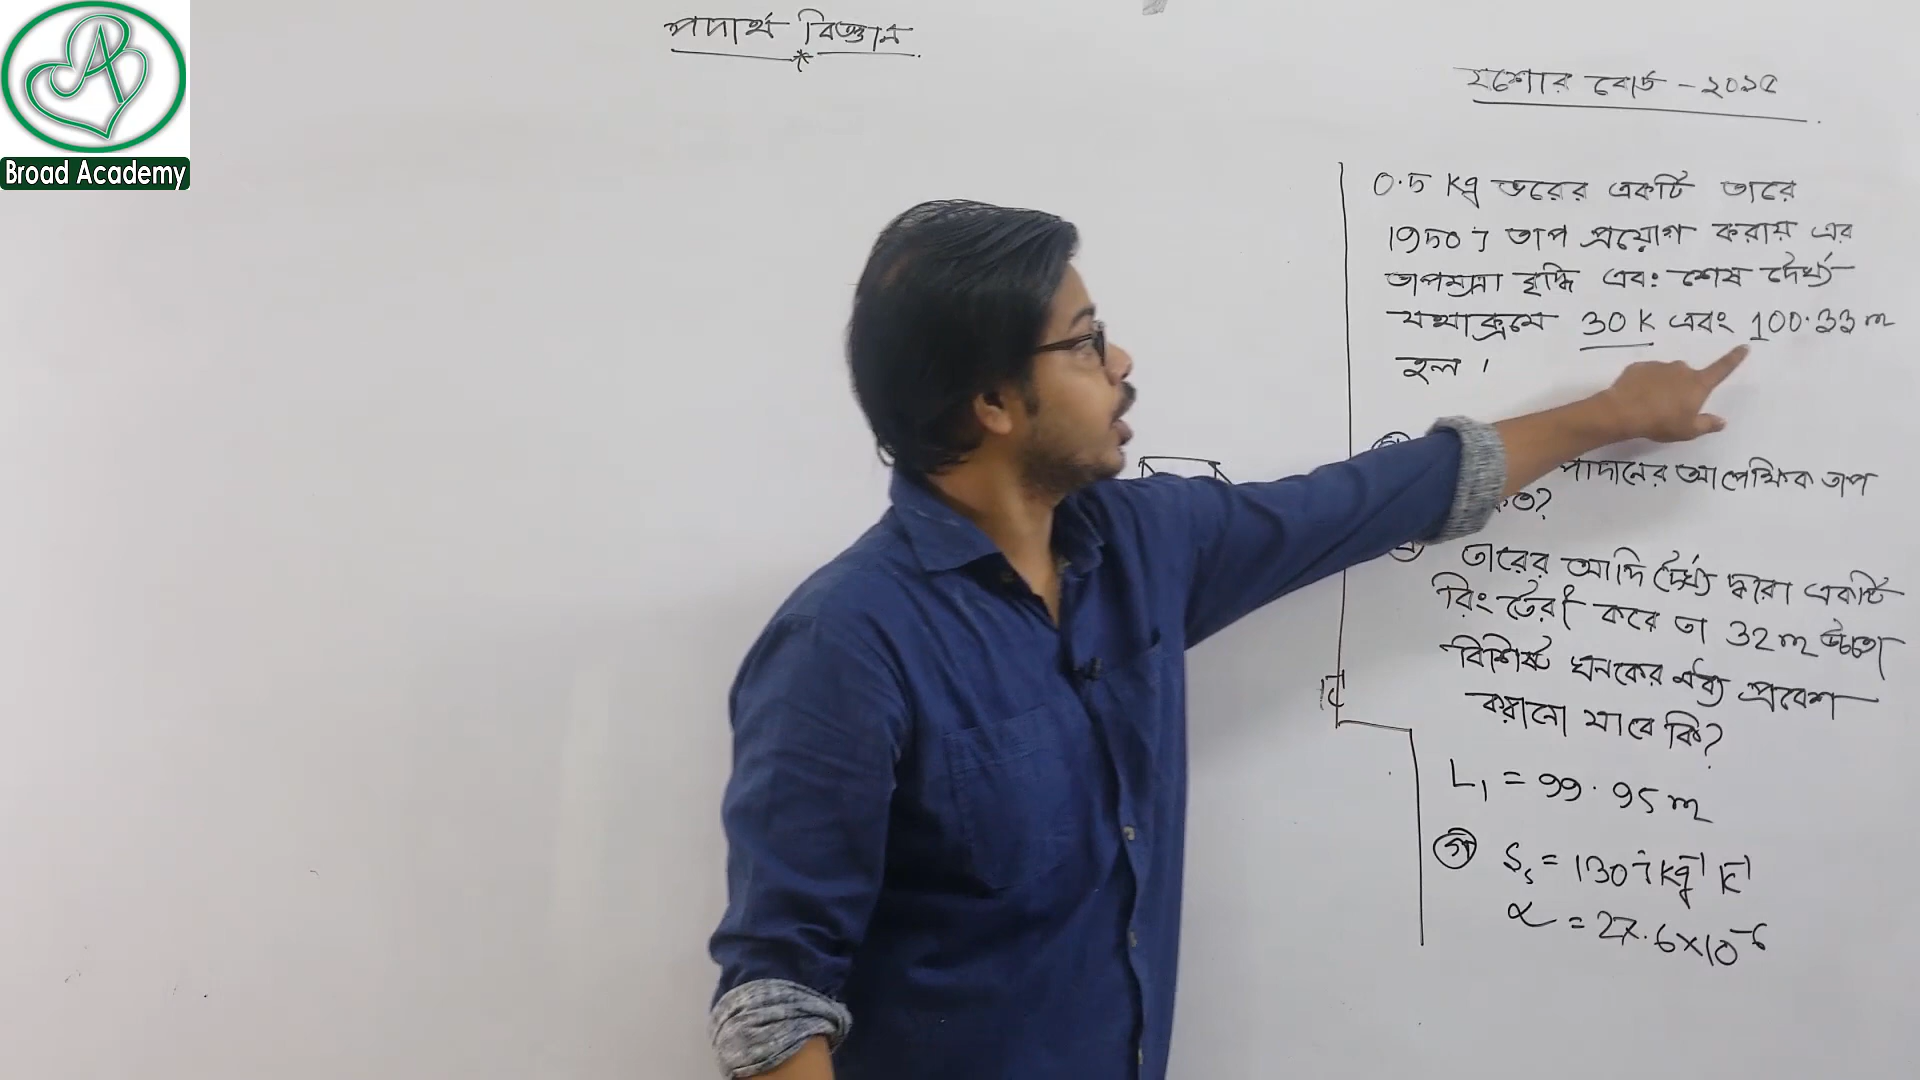 Broad Academy
পদার্থ বিজ্ঞান
যশোর বোর্ড - ২০১৫
0.5 kg ভরের একটি তারে
1950 J তাপ প্রয়োগ করায় এর
তাপমাত্রা বৃদ্ধি এবং শেষ দৈর্ঘ্য
যথাক্রমে 30 K এবং 100.33 m
হল ।
পাদানের আপেক্ষিক তাপ
কত?
তারের আদি দৈর্ঘ্য দ্বারা একটি
রিং তৈরী করে তা 32 m উচ্চতা
বিশিষ্ট ঘনকের মধ্য প্রবেশ
করানো যাবে কি?
L₁ = 99.95 m
গ S_s = 130 J kg⁻¹ K⁻¹
α = 27.6×10⁻⁶